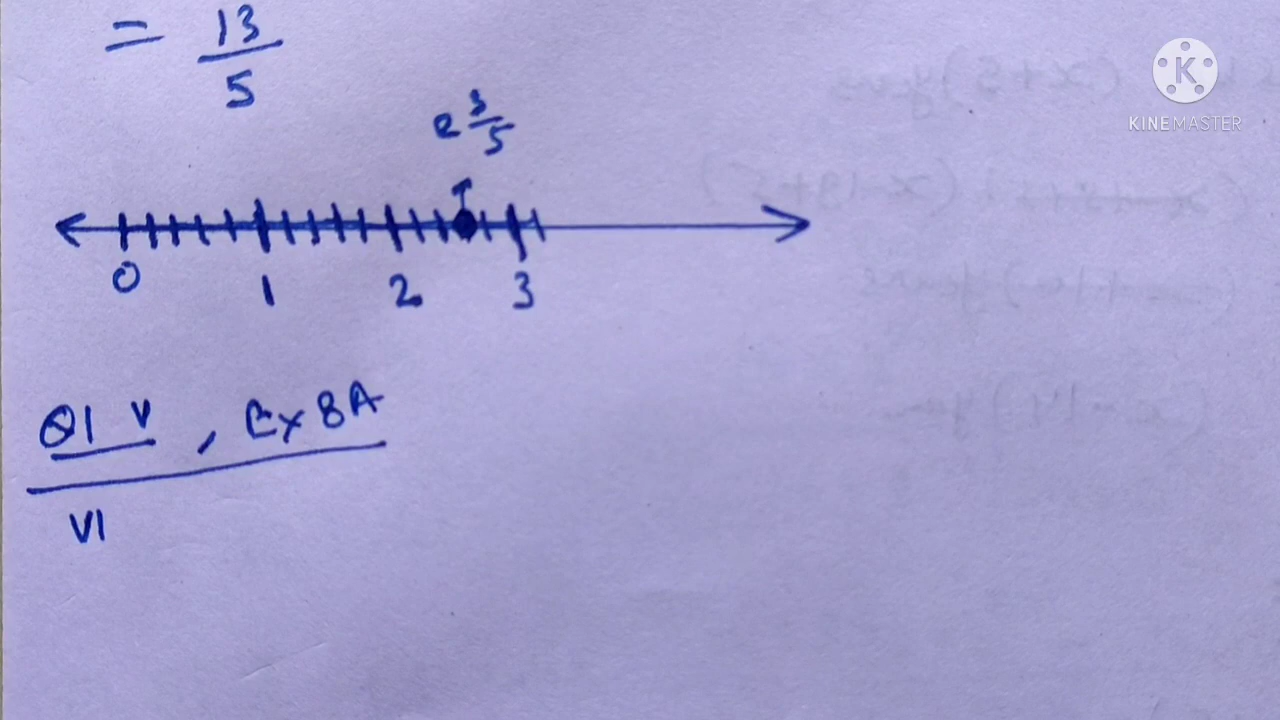 = 13/5
2 3/5
0 1 2 3
Q1 V, Ex 8A
VI
KINEMASTER